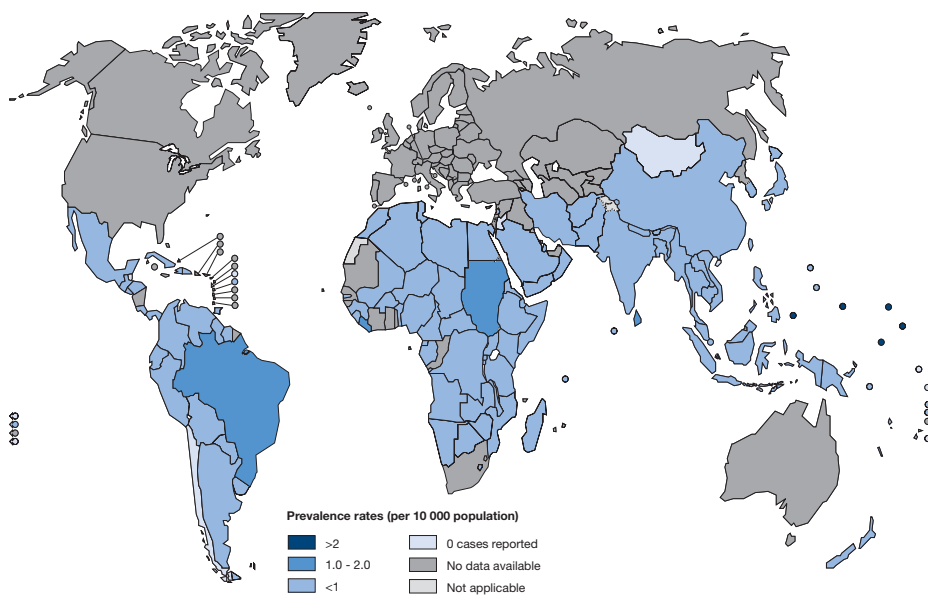 Prevalence rates (per 10 000 population)
>2
1.0 - 2.0
<1
0 cases reported
No data available
Not applicable